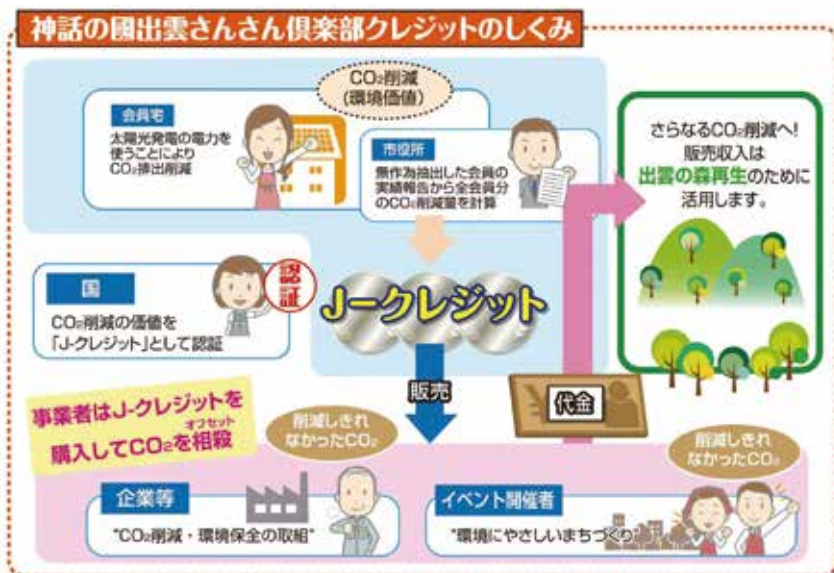 神話の國出雲さんさん倶楽部クレジットのしくみ
CO₂削減
(環境価値)
会員宅
太陽光発電の電力を
使うことにより
CO₂排出削減
市役所
無作為抽出した会員の
実績報告から全会員分
のCO₂削減量を計算
さらなるCO₂削減へ!
販売収入は
出雲の森再生のために
活用します。
国
認証
CO₂削減の価値を
「J-クレジット」として認証
J-クレジット
販売
代金
事業者はJ-クレジットを
オフセット
購入してCO₂を相殺
削減しきれ
なかったCO₂
削減しきれ
なかったCO₂
企業等
"CO₂削減・環境保全の取組"
イベント開催者
"環境にやさしいまちづくり"